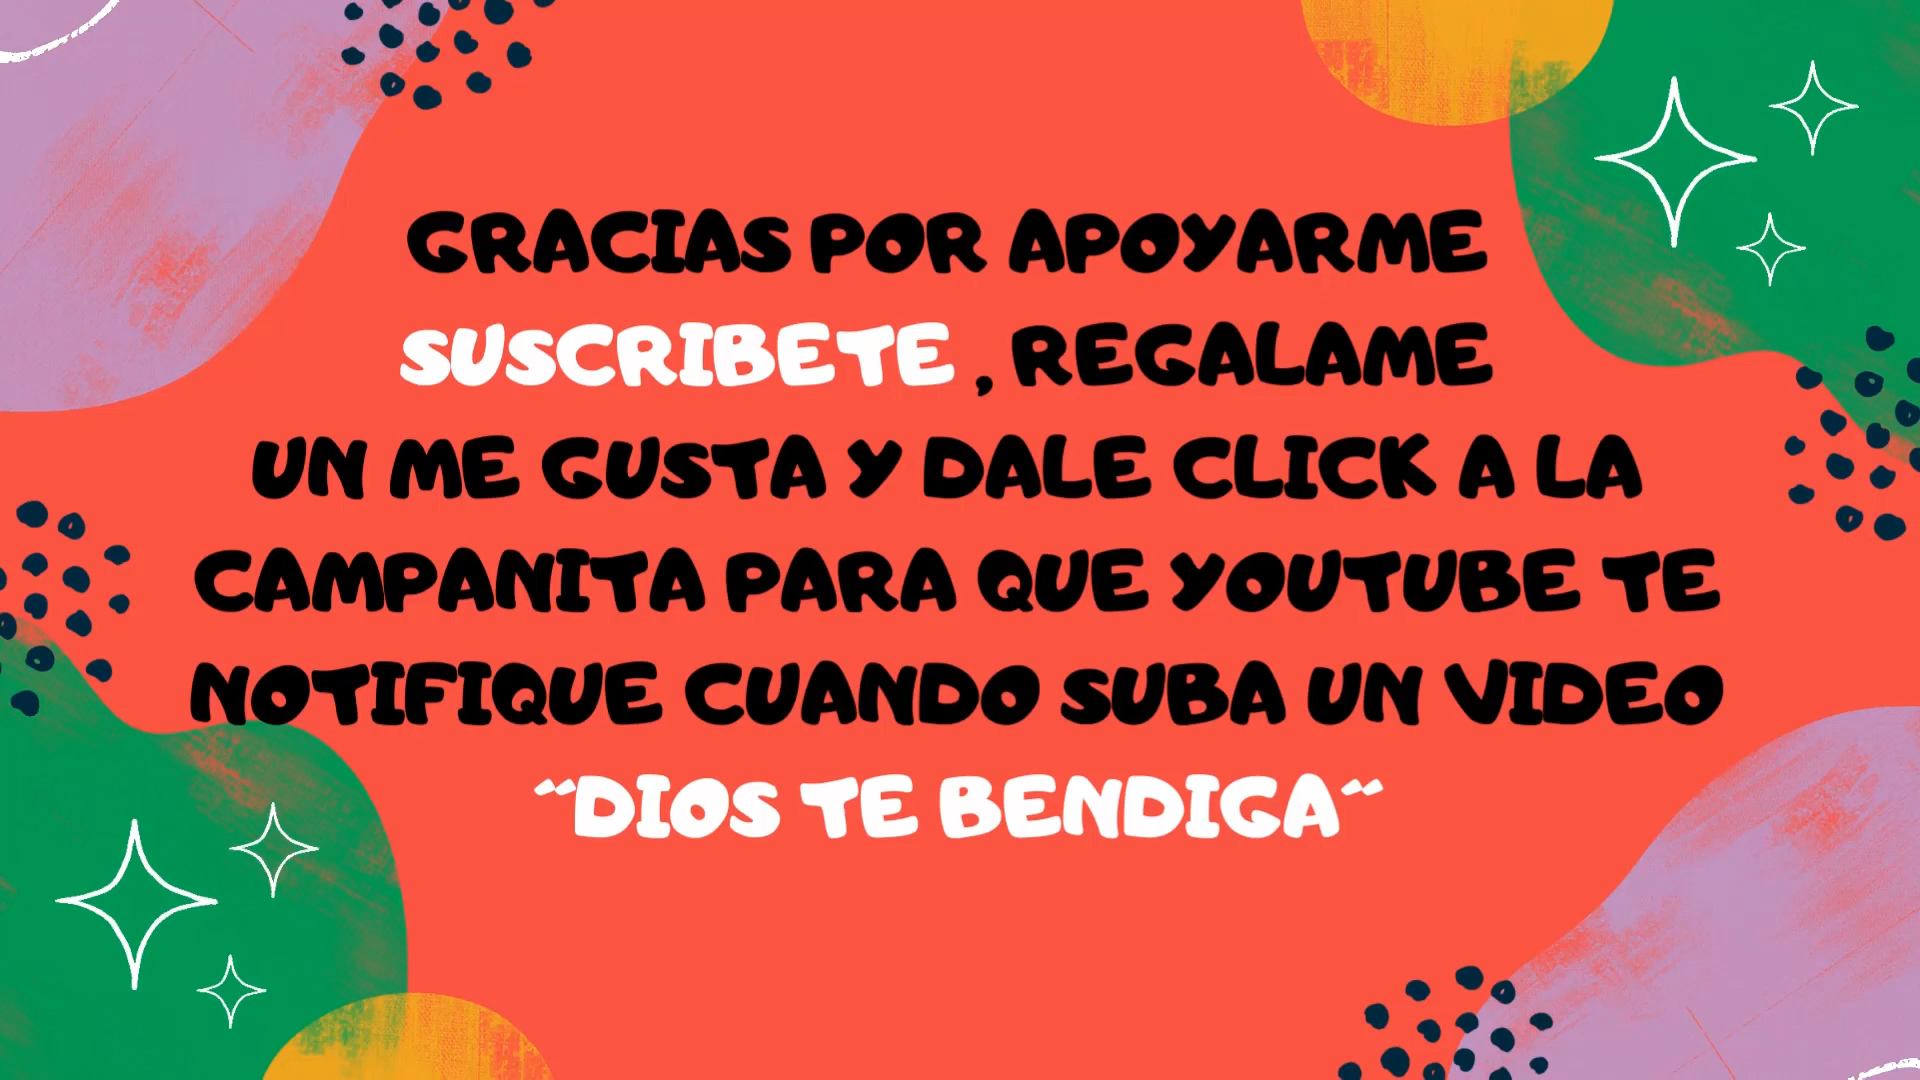 GRACIAS POR APOYARME
SUSCRIBETE , REGALAME
UN ME GUSTA Y DALE CLICK A LA
CAMPANITA PARA QUE YOUTUBE TE
NOTIFIQUE CUANDO SUBA UN VIDEO
˝DIOS TE BENDIGA˝